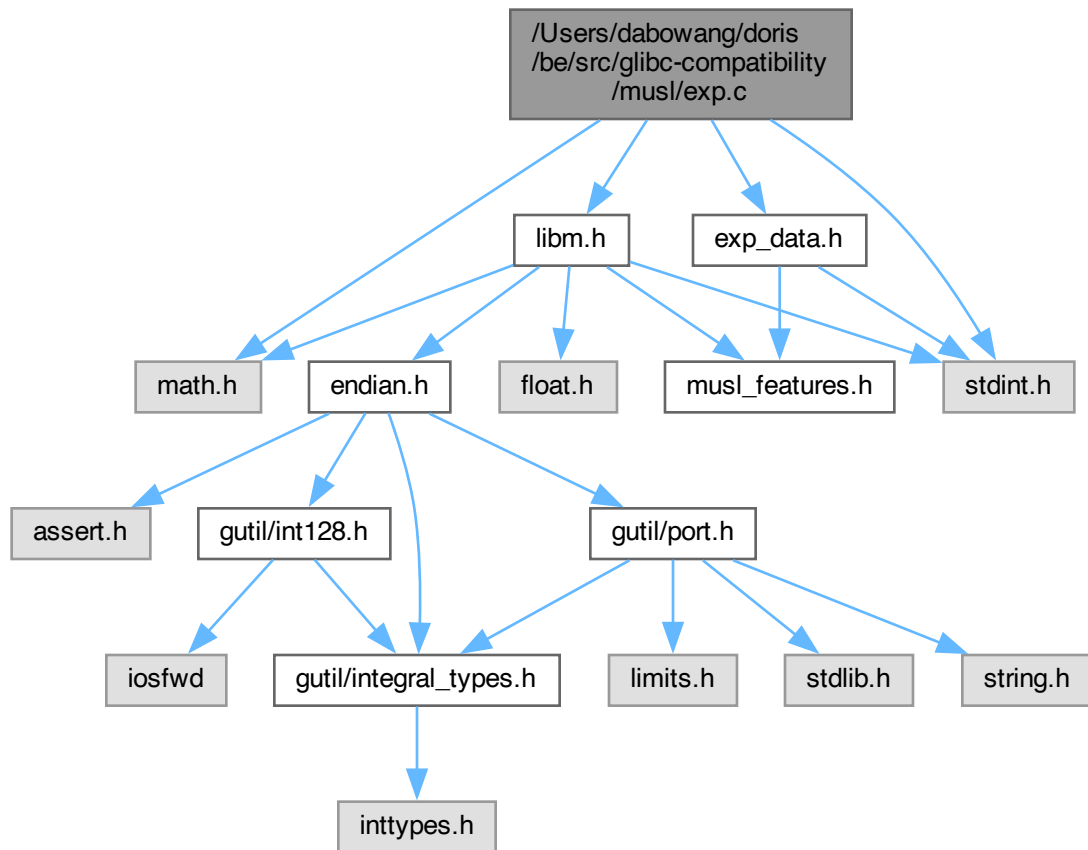 /Users/dabowang/doris
/be/src/glibc-compatibility
/musl/exp.c
libm.h
exp_data.h
math.h
endian.h
float.h
musl_features.h
stdint.h
assert.h
gutil/int128.h
gutil/port.h
iosfwd
gutil/integral_types.h
limits.h
stdlib.h
string.h
inttypes.h